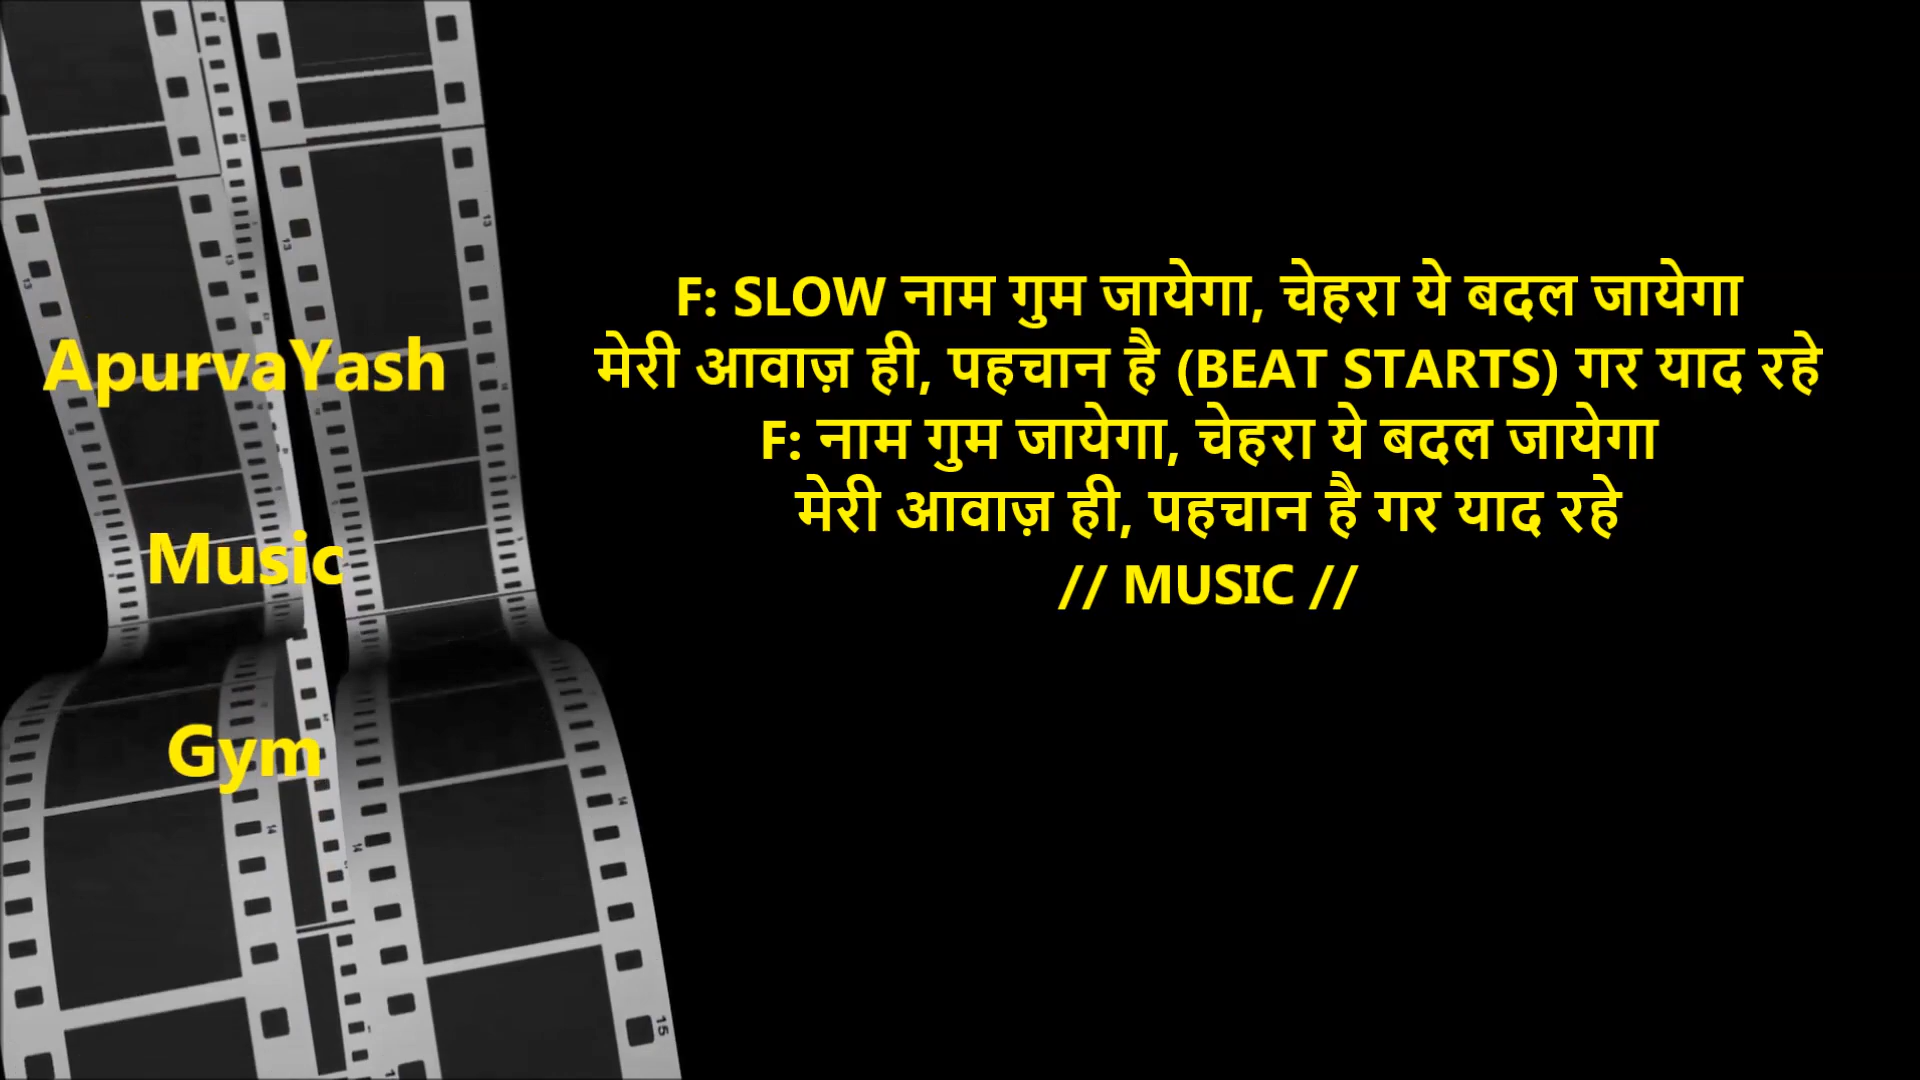 ApurvaYash
Music
Gym
F: SLOW नाम गुम जायेगा, चेहरा ये बदल जायेगा
मेरी आवाज़ ही, पहचान है (BEAT STARTS) गर याद रहे
F: नाम गुम जायेगा, चेहरा ये बदल जायेगा
मेरी आवाज़ ही, पहचान है गर याद रहे
// MUSIC //